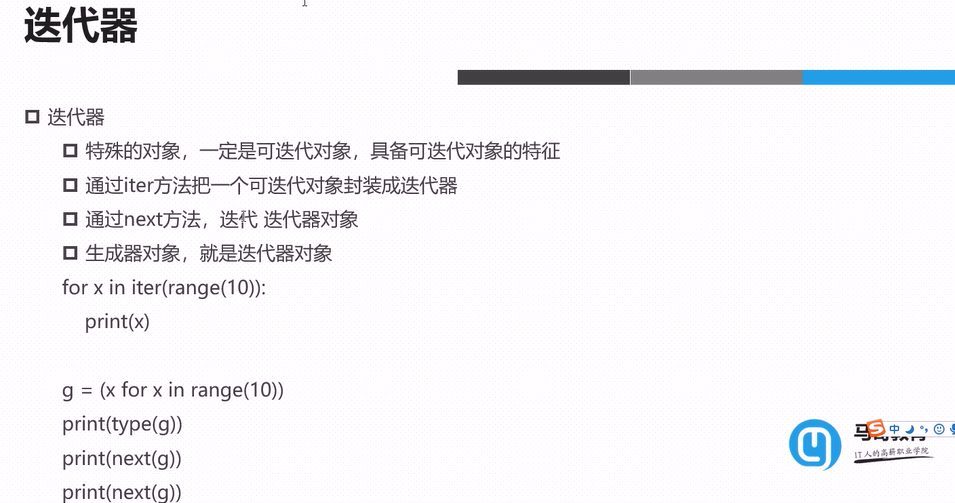 迭代器
迭代器
特殊的对象，一定是可迭代对象，具备可迭代对象的特征
通过iter方法把一个可迭代对象封装成迭代器
通过next方法，迭代 迭代器对象
生成器对象，就是迭代器对象
for x in iter(range(10)):
print(x)
g = (x for x in range(10))
print(type(g))
print(next(g))
print(next(g))
中
IT人的高薪职业学院